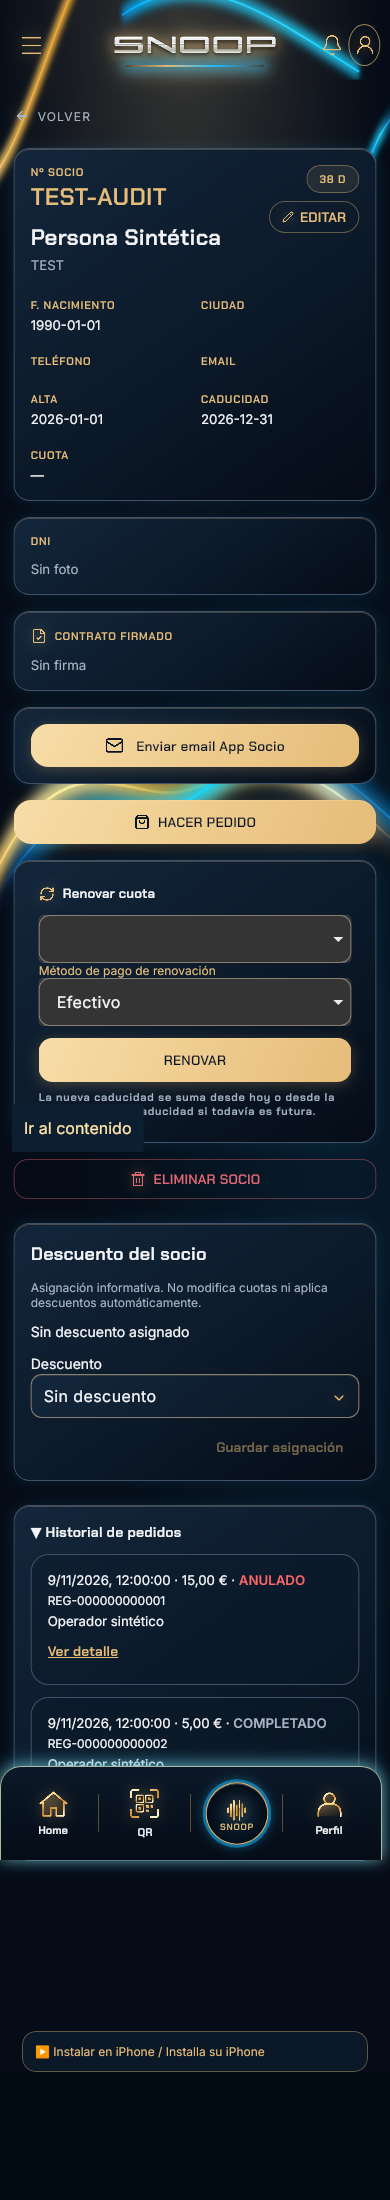 SNOOP
VOLVER
Nº SOCIO
38 D
TEST-AUDIT
EDITAR
Persona Sintética
TEST
F. NACIMIENTO
CIUDAD
1990-01-01
TELÉFONO
EMAIL
ALTA
CADUCIDAD
2026-01-01
2026-12-31
CUOTA
—
DNI
Sin foto
CONTRATO FIRMADO
Sin firma
Enviar email App Socio
HACER PEDIDO
Renovar cuota
Método de pago de renovación
Efectivo
RENOVAR
La nueva caducidad se suma desde hoy o desde la
aducidad si todavía es futura.
Ir al contenido
ELIMINAR SOCIO
Descuento del socio
Asignación informativa. No modifica cuotas ni aplica
descuentos automáticamente.
Sin descuento asignado
Descuento
Sin descuento
Guardar asignación
▼ Historial de pedidos
9/11/2026, 12:00:00 · 15,00 € · ANULADO
REG-000000000001
Operador sintético
Ver detalle
9/11/2026, 12:00:00 · 5,00 € · COMPLETADO
REG-000000000002
Operador sintético
Home
QR
SNOOP
Perfil
Instalar en iPhone / Installa su iPhone